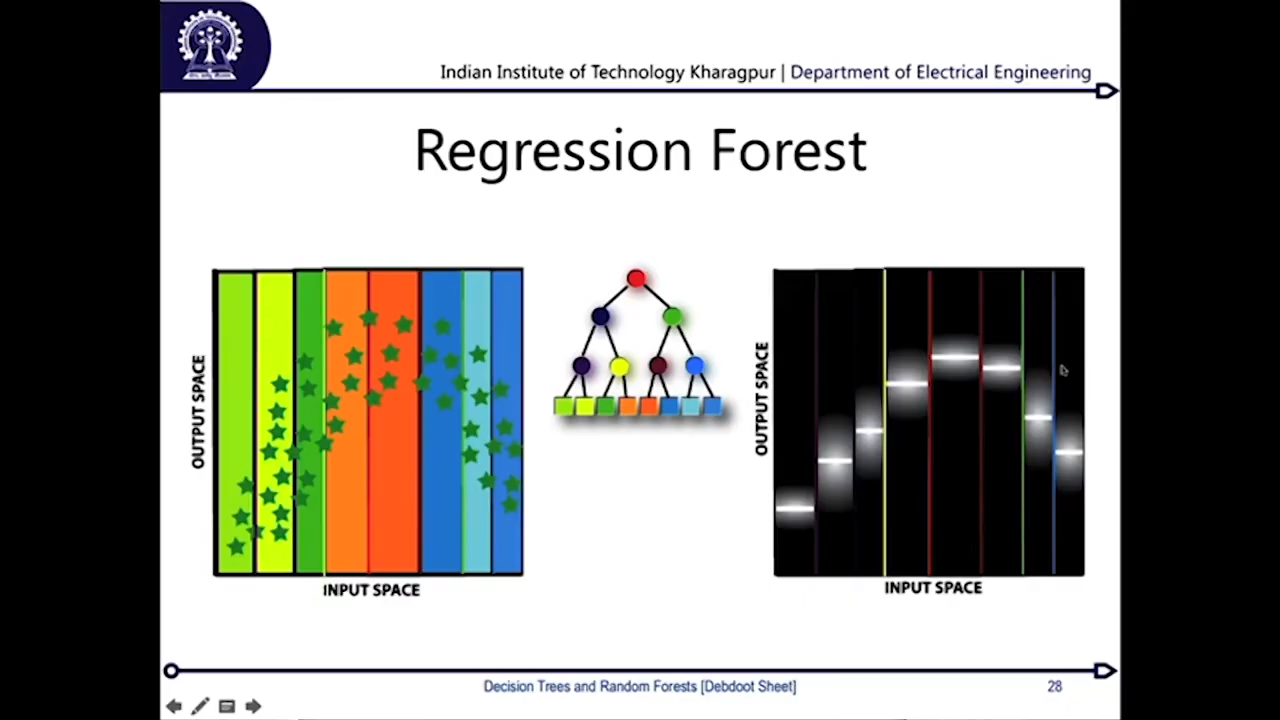 Indian Institute of Technology Kharagpur | Department of Electrical Engineering
Regression Forest
OUTPUT SPACE
INPUT SPACE
OUTPUT SPACE
INPUT SPACE
Decision Trees and Random Forests [Debdoot Sheet]
28